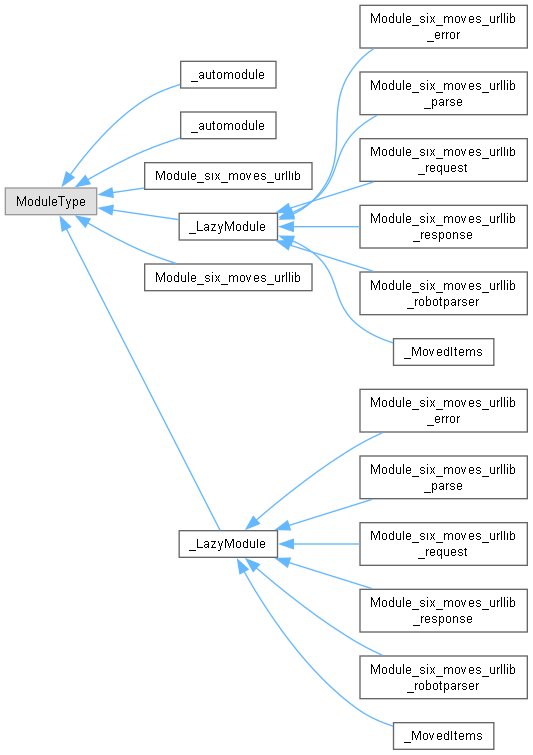 Module_six_moves_urllib
_error
_automodule
Module_six_moves_urllib
_parse
_automodule
Module_six_moves_urllib
_request
Module_six_moves_urllib
ModuleType
_LazyModule
Module_six_moves_urllib
_response
Module_six_moves_urllib
Module_six_moves_urllib
_robotparser
_MovedItems
Module_six_moves_urllib
_error
Module_six_moves_urllib
_parse
_LazyModule
Module_six_moves_urllib
_request
Module_six_moves_urllib
_response
Module_six_moves_urllib
_robotparser
_MovedItems